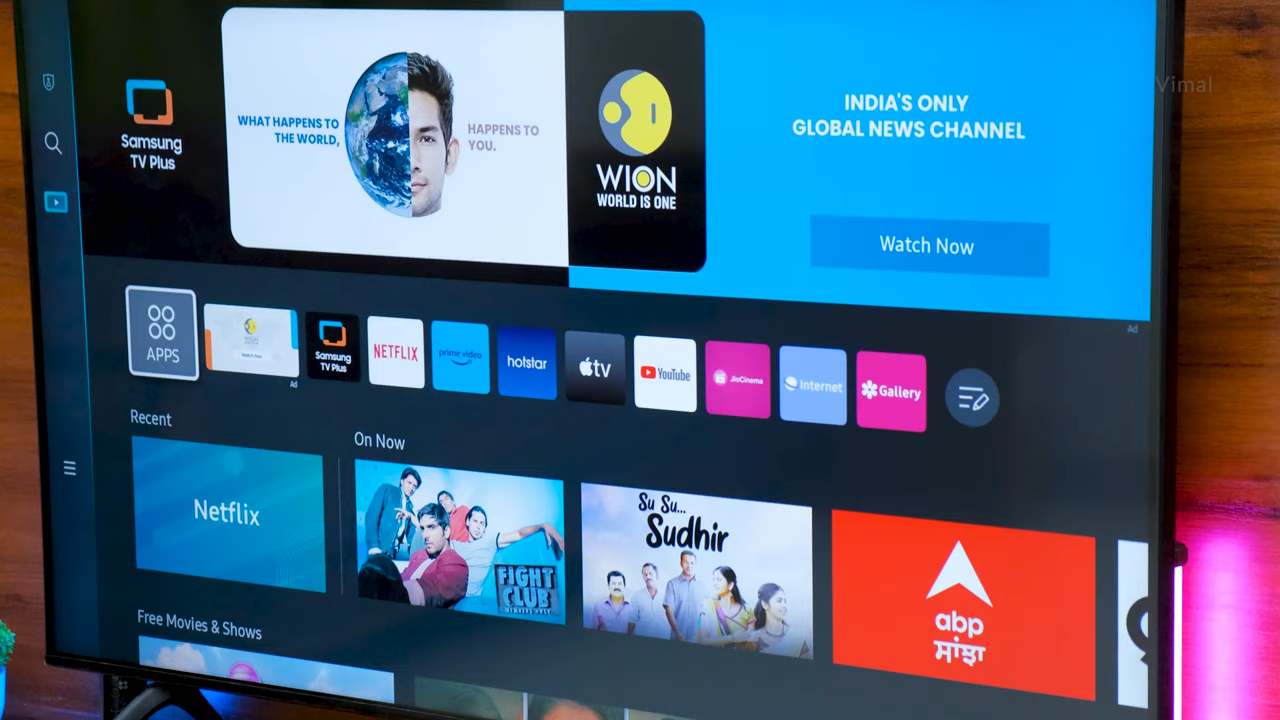 Vimal
Samsung
TV Plus
WHAT HAPPENS TO
THE WORLD,
HAPPENS TO
YOU.
WION
WORLD IS ONE
INDIA'S ONLY
GLOBAL NEWS CHANNEL
Watch Now
Ad
APPS
Ad
Samsung
TV Plus
NETFLIX
prime video
hotstar
tv
YouTube
JioCinema
Internet
Gallery
Recent
Netflix
On Now
FIGHT
CLUB
MEMBERS ONLY
Su Su...
Sudhir
abp
ਸਾਂਝਾ
Free Movies & Shows